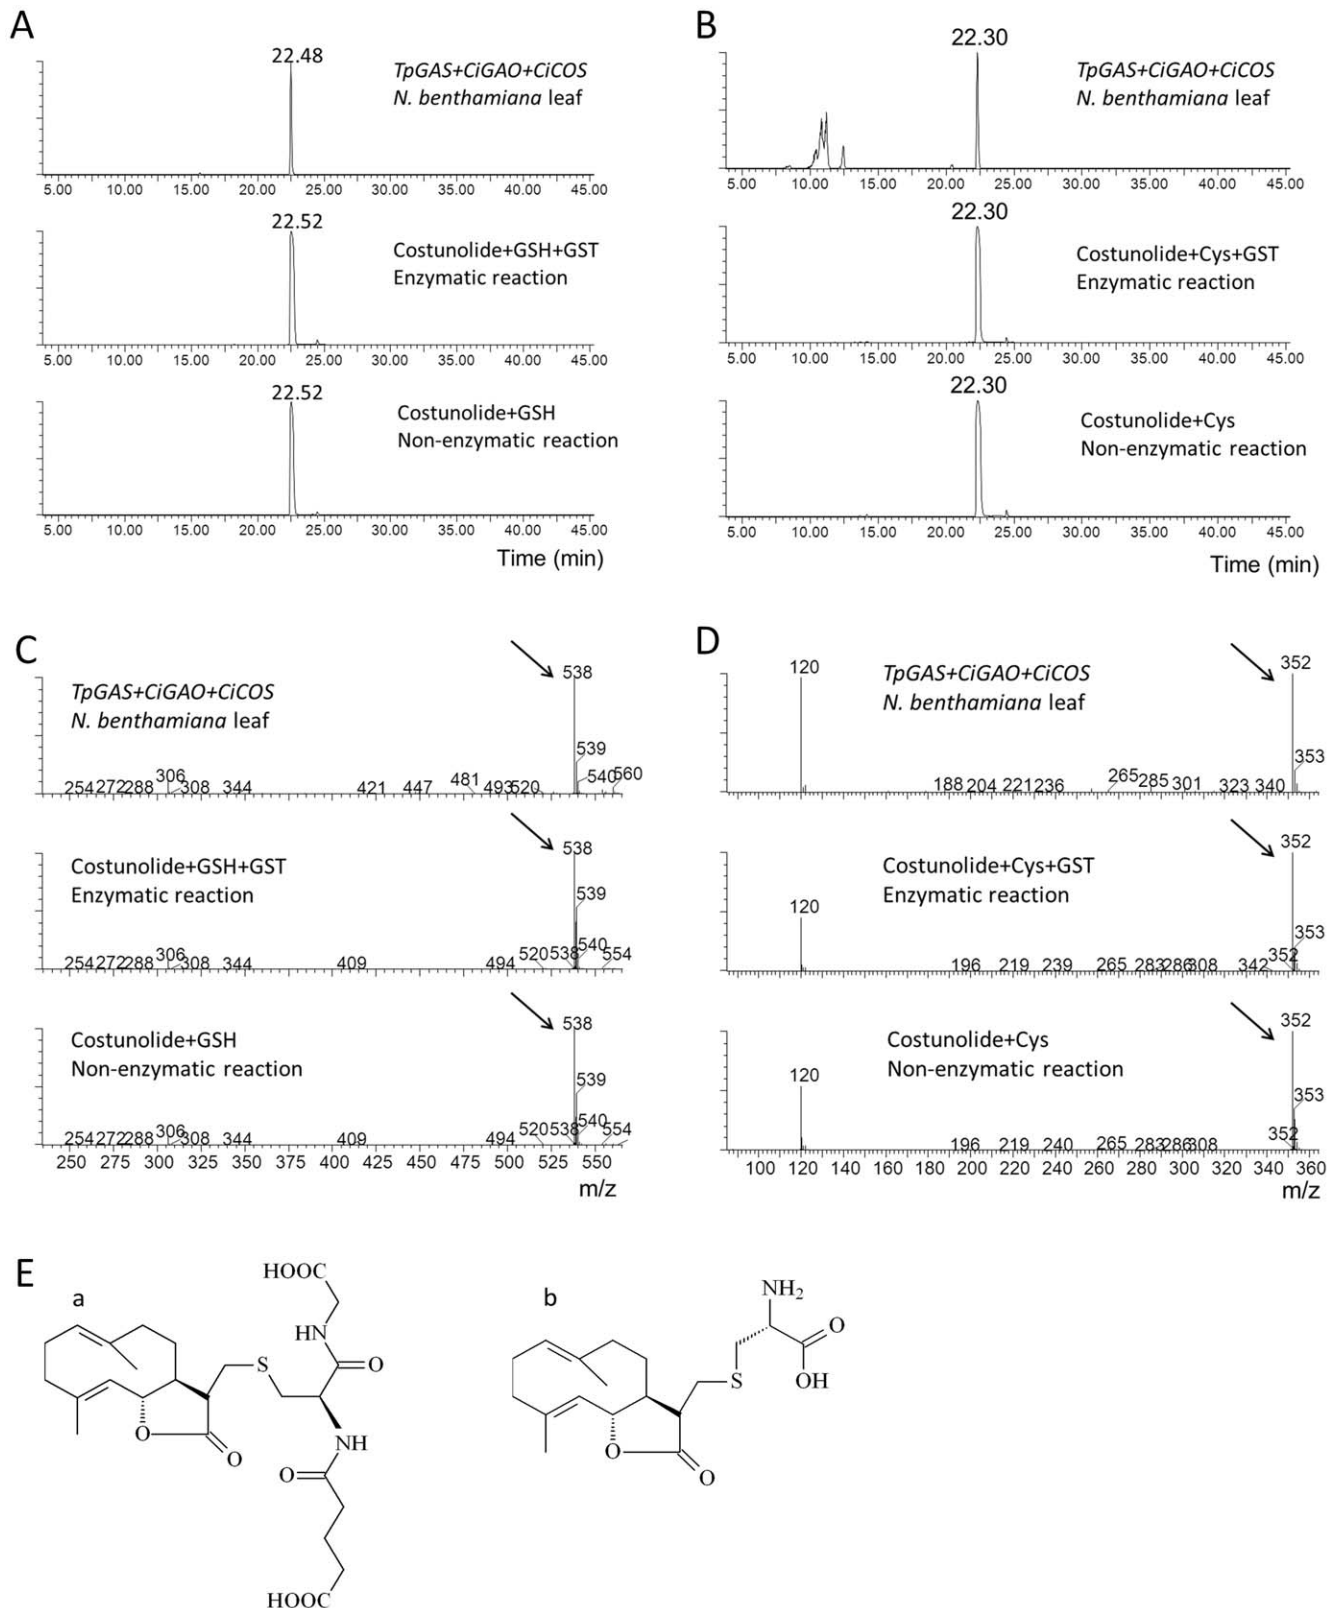 A
22.48
TpGAS+CiGAO+CiCOS
N. benthamiana leaf
5.00 10.00 15.00 20.00 25.00 30.00 35.00 40.00 45.00
22.52
Costunolide+GSH+GST
Enzymatic reaction
5.00 10.00 15.00 20.00 25.00 30.00 35.00 40.00 45.00
22.52
Costunolide+GSH
Non-enzymatic reaction
5.00 10.00 15.00 20.00 25.00 30.00 35.00 40.00 45.00
Time (min)
B
22.30
TpGAS+CiGAO+CiCOS
N. benthamiana leaf
5.00 10.00 15.00 20.00 25.00 30.00 35.00 40.00 45.00
22.30
Costunolide+Cys+GST
Enzymatic reaction
5.00 10.00 15.00 20.00 25.00 30.00 35.00 40.00 45.00
22.30
Costunolide+Cys
Non-enzymatic reaction
5.00 10.00 15.00 20.00 25.00 30.00 35.00 40.00 45.00
Time (min)
C
538
TpGAS+CiGAO+CiCOS
N. benthamiana leaf
539
254 272 288 306 308 344 421 447 481 493 520 540 560
538
Costunolide+GSH+GST
Enzymatic reaction
539
254 272 288 306 308 344 409 494 520 538 540 554
538
Costunolide+GSH
Non-enzymatic reaction
539
254 272 288 306 308 344 409 494 520 538 540 554
250 275 300 325 350 375 400 425 450 475 500 525 550
m/z
D
120
352
TpGAS+CiGAO+CiCOS
N. benthamiana leaf
353
188 204 221 236 265 285 301 323 340
352
Costunolide+Cys+GST
Enzymatic reaction
120
353
196 219 239 265 283 286 308 342 352
352
Costunolide+Cys
Non-enzymatic reaction
120
353
196 219 240 265 283 286 308 352
100 120 140 160 180 200 220 240 260 280 300 320 340 360
m/z
E
a
HOOC
HN
S
O
O
O
NH
O
HOOC
b
NH2
O
OH
S
O
O